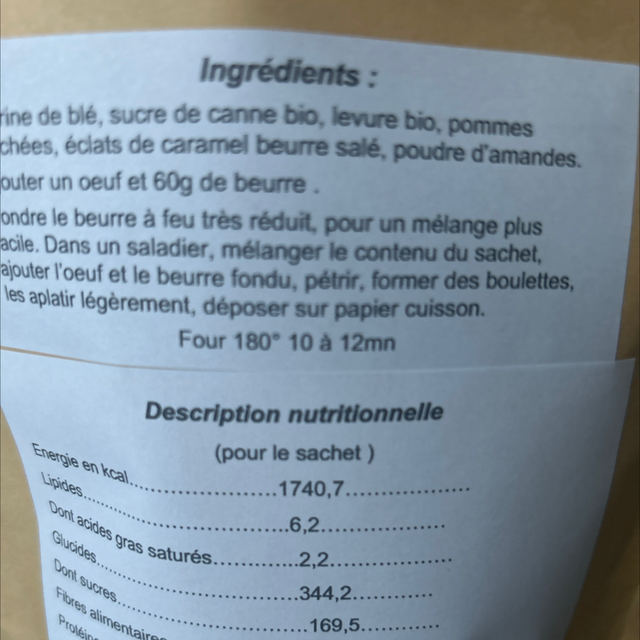 Ingrédients :
rine de blé, sucre de canne bio, levure bio, pommes
chées, éclats de caramel beurre salé, poudre d'amandes.
outer un oeuf et 60g de beurre .
ondre le beurre à feu très réduit, pour un mélange plus
acile. Dans un saladier, mélanger le contenu du sachet,
ajouter l'oeuf et le beurre fondu, pétrir, former des boulettes,
les aplatir légèrement, déposer sur papier cuisson.
Four 180° 10 à 12mn
Description nutritionnelle
(pour le sachet )
Energie en kcal..........................1740,7..................
Lipides.......................................6,2..................
Dont acides gras saturés.............2,2..................
Glucides.....................................344,2..............
Dont sucres................................169,5..............
Fibres alimentaires
Protéine